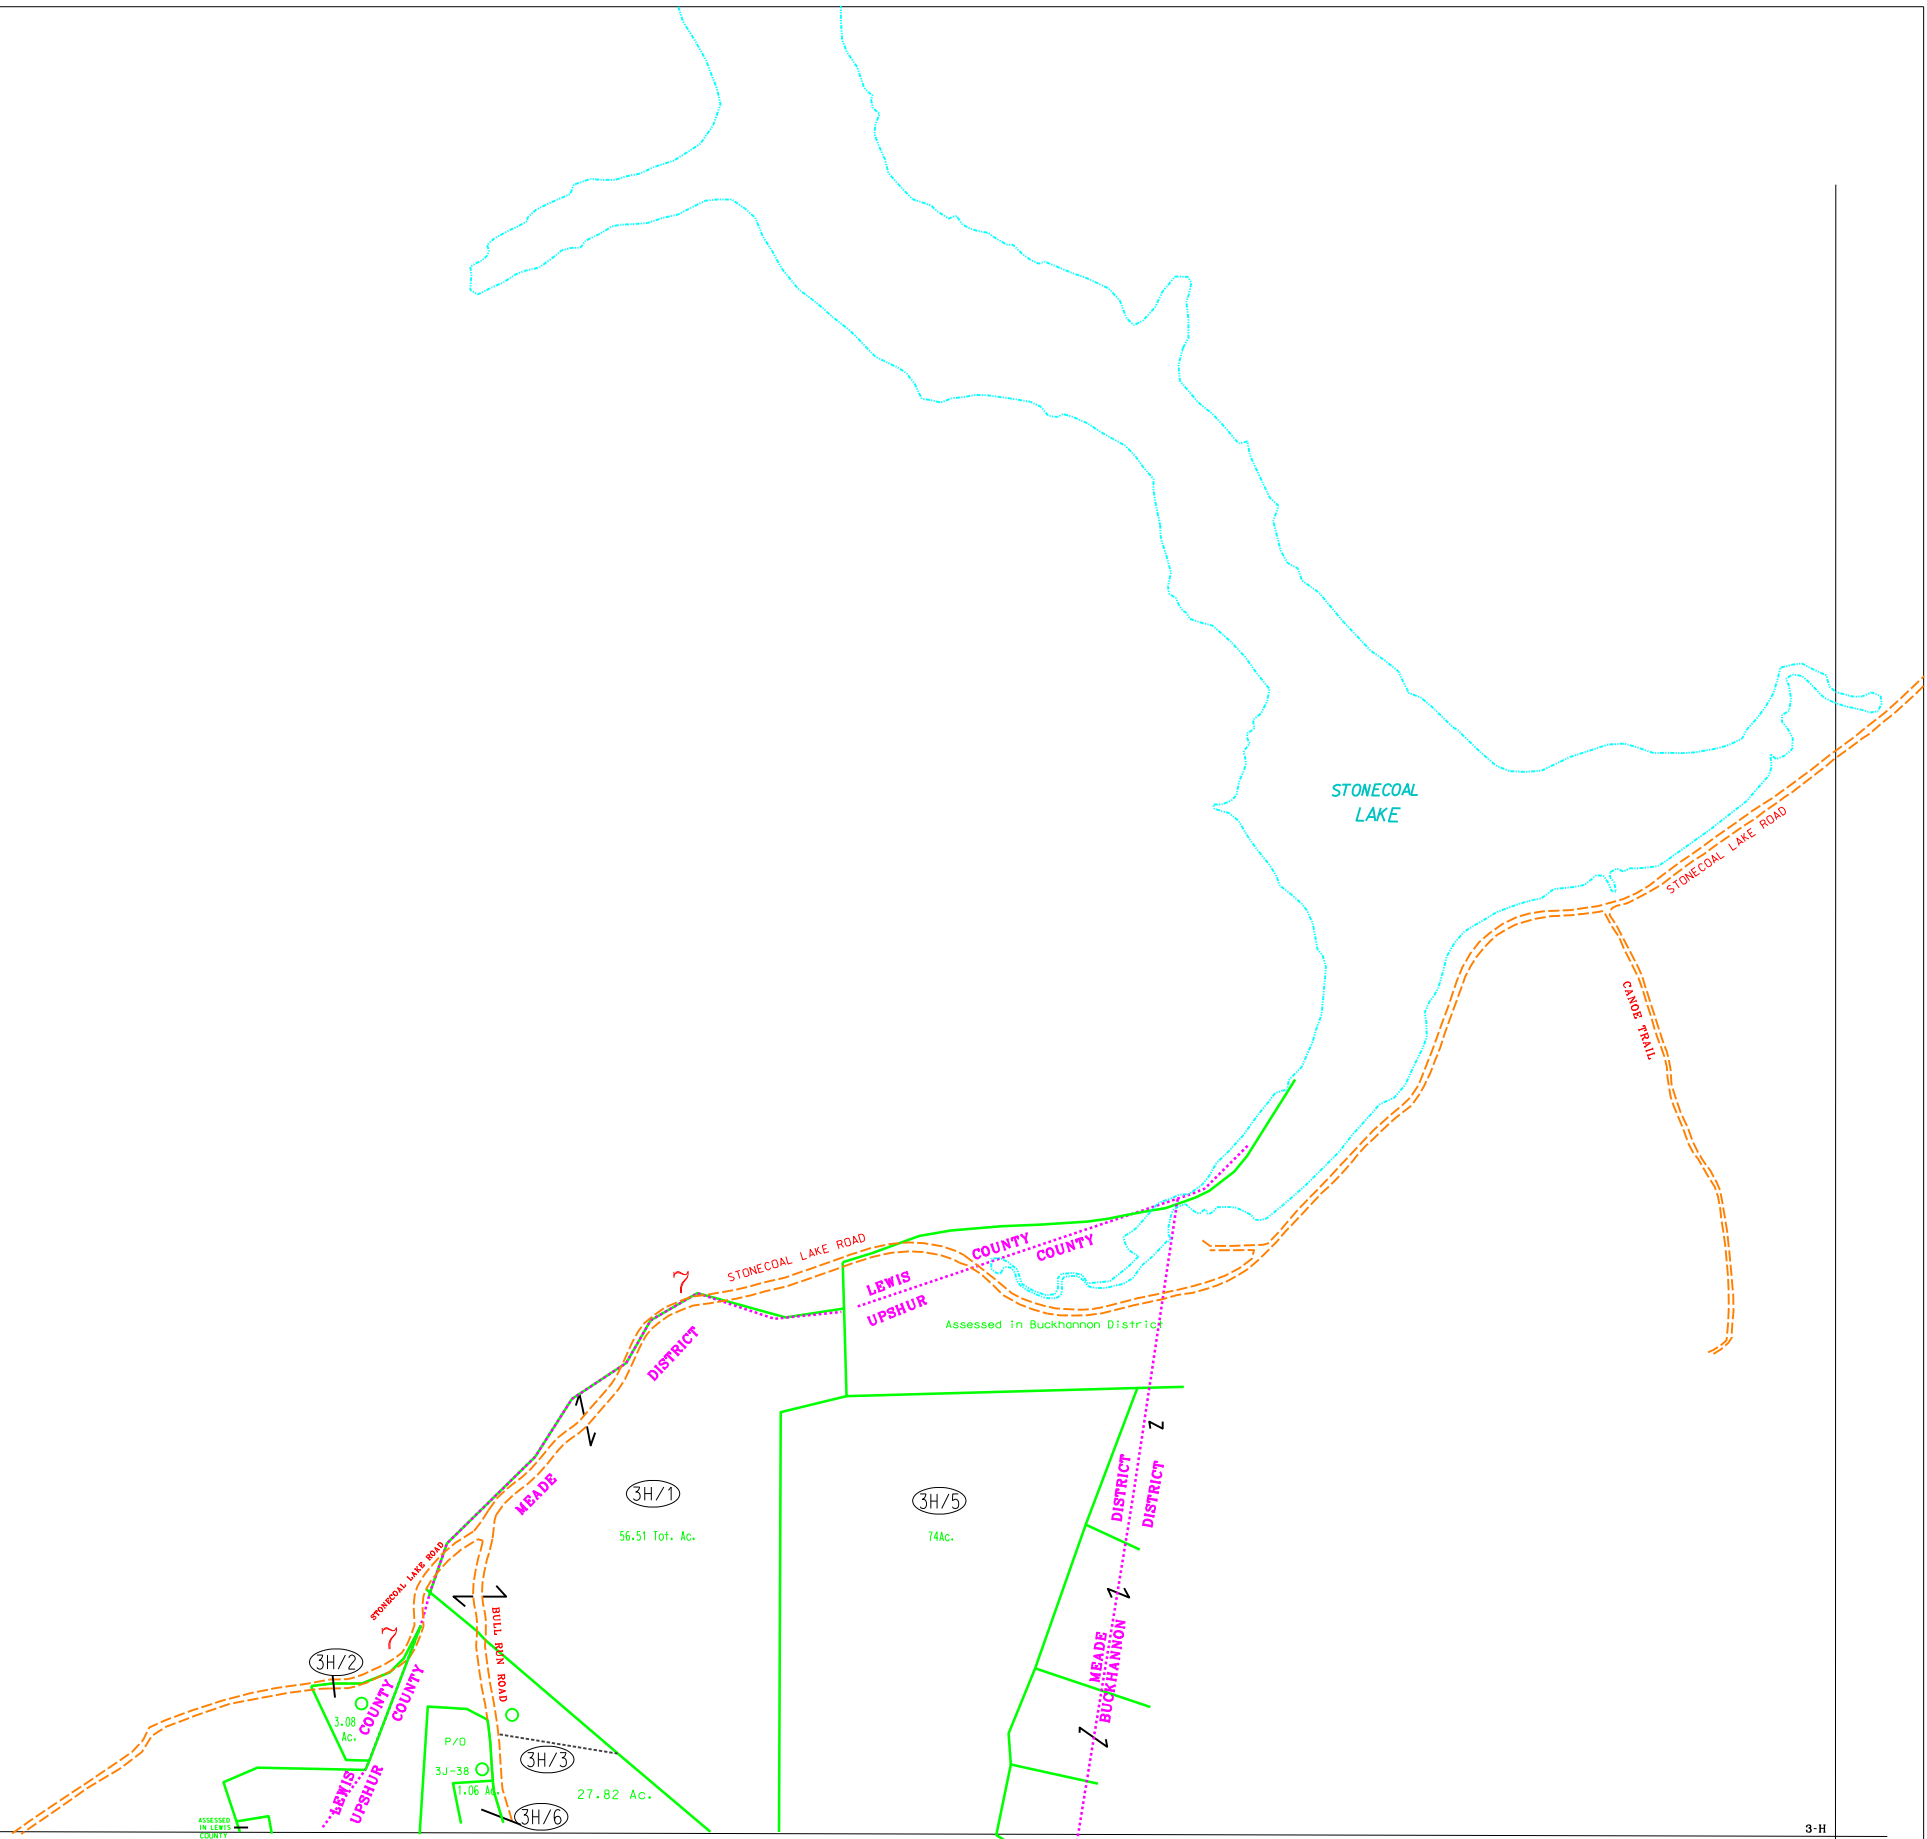 STONECOAL
LAKE
STONECOAL LAKE ROAD
CANOE TRAIL
STONECOAL LAKE ROAD
7
COUNTY
COUNTY
LEWIS
UPSHUR
Assessed in Buckhannon District
DISTRICT
MEADE
3H/1
56.51 Tot. Ac.
3H/5
74Ac.
DISTRICT
DISTRICT
MEADE
BUCKHANNON
STONECOAL LAKE ROAD
7
BULL RUN ROAD
3H/2
3.08
Ac.
COUNTY
COUNTY
LEWIS
UPSHUR
P/O
3J-38
1.06 Ac.
3H/3
27.82 Ac.
3H/6
ASSESSED
IN LEWIS
COUNTY
3-H